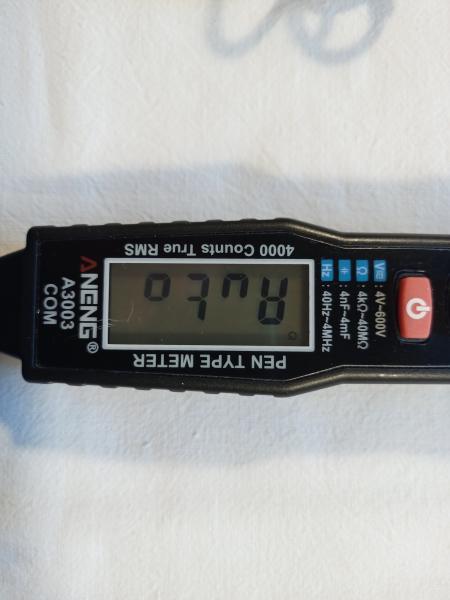 PEN TYPE METER
Auto
4000 Counts True RMS
ANENG®
A3003
COM
V≂ : 4V~600V
Ω : 4kΩ~40MΩ
⊣⊢ : 4nF~4mF
Hz : 40Hz~4MHz